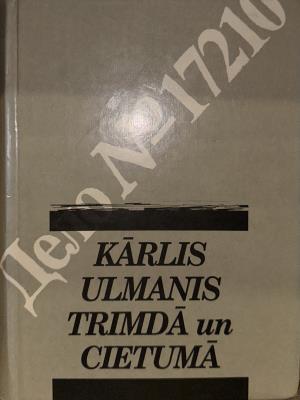 Дело № 17210
KĀRLIS
ULMANIS
TRIMDĀ un
CIETUMĀ